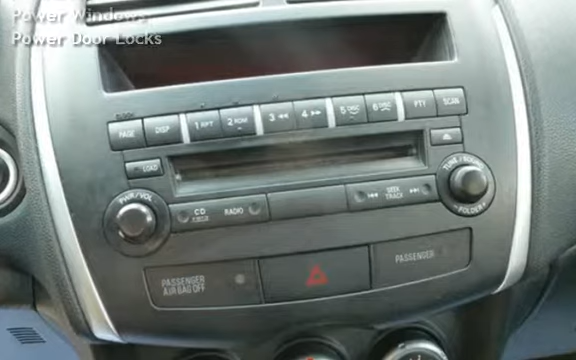 Power Windows
Power Door Locks
PAGE DISP 1 RPT 2 RDM 3 ◄◄ 4 ►► 5 DISC 6 DISC PTY SCAN
LOAD
PWR/VOL
TUNE/SOUND
FOLDER
CD RADIO
SEEK
TRACK
PASSENGER
AIR BAG OFF
PASSENGER